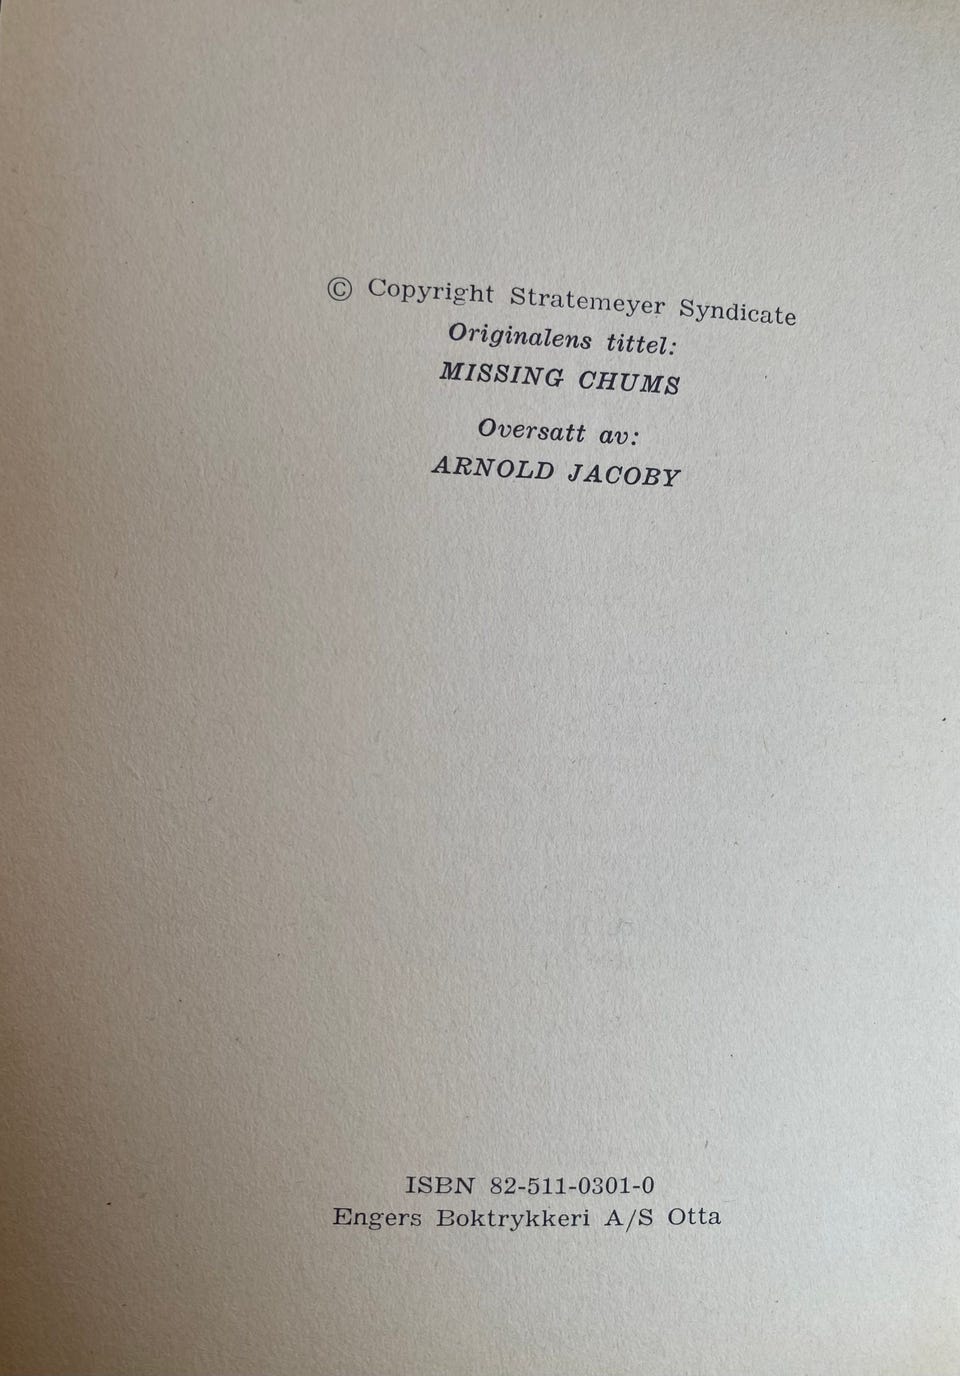 © Copyright Stratemeyer Syndicate
Originalens tittel:
MISSING CHUMS
Oversatt av:
ARNOLD JACOBY
ISBN 82-511-0301-0
Engers Boktrykkeri A/S Otta